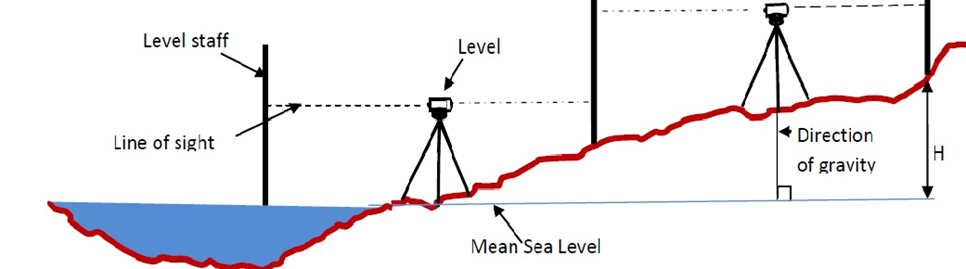 Level staff
Level
Line of sight
Direction
of gravity
H
Mean Sea Level